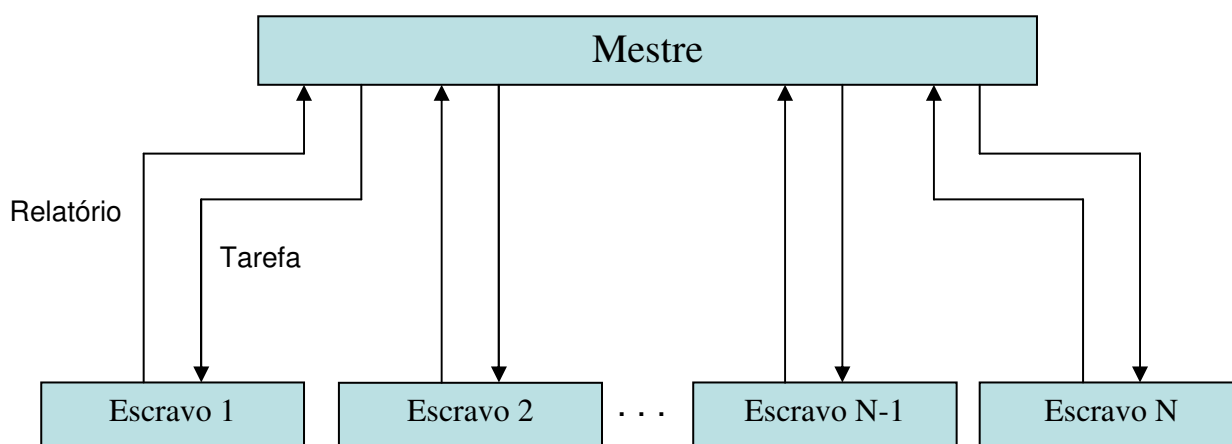 Mestre
Relatório
Tarefa
Escravo 1
Escravo 2
. . .
Escravo N-1
Escravo N